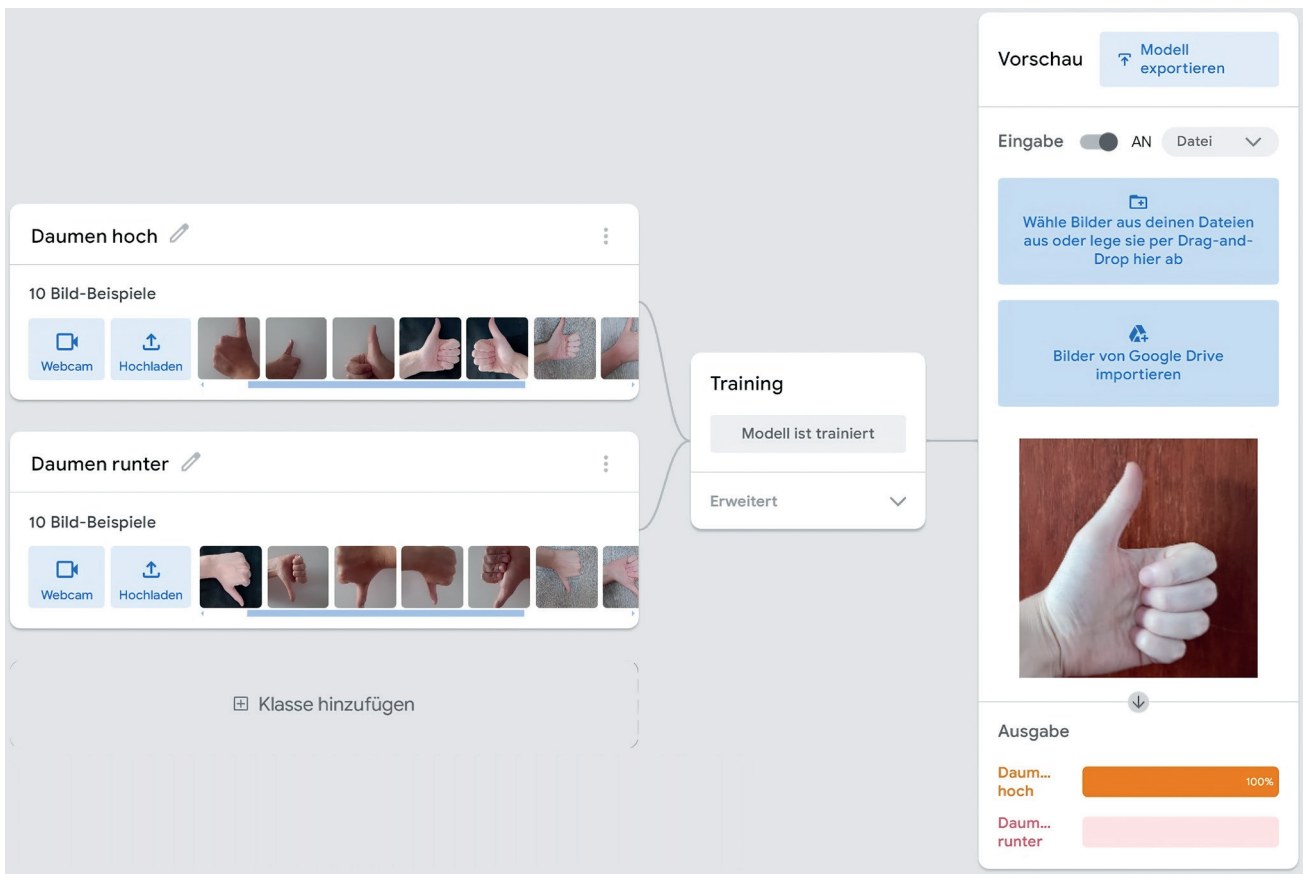 Daumen hoch
10 Bild-Beispiele
Webcam
Hochladen
Daumen runter
10 Bild-Beispiele
Webcam
Hochladen
Klasse hinzufügen
Training
Modell ist trainiert
Erweitert
Vorschau
Modell
exportieren
Eingabe
AN
Datei
Wähle Bilder aus deinen Dateien
aus oder lege sie per Drag-and-
Drop hier ab
Bilder von Google Drive
importieren
Ausgabe
Daum...
hoch
100%
Daum...
runter